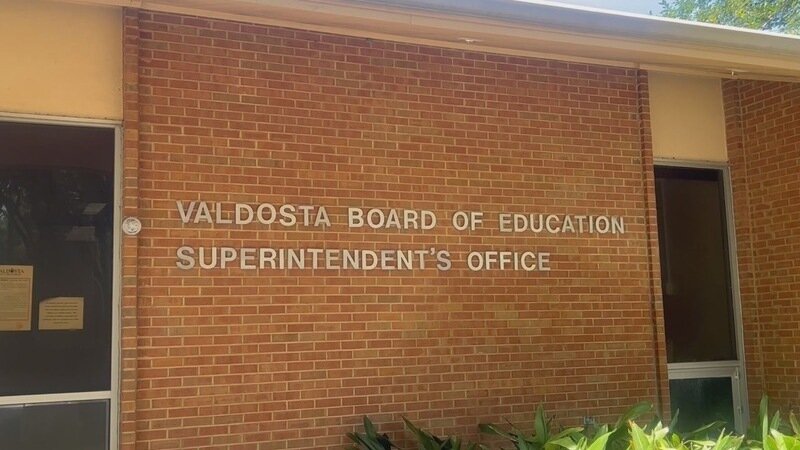 VALDOSTA BOARD OF EDUCATION
SUPERINTENDENT'S OFFICE